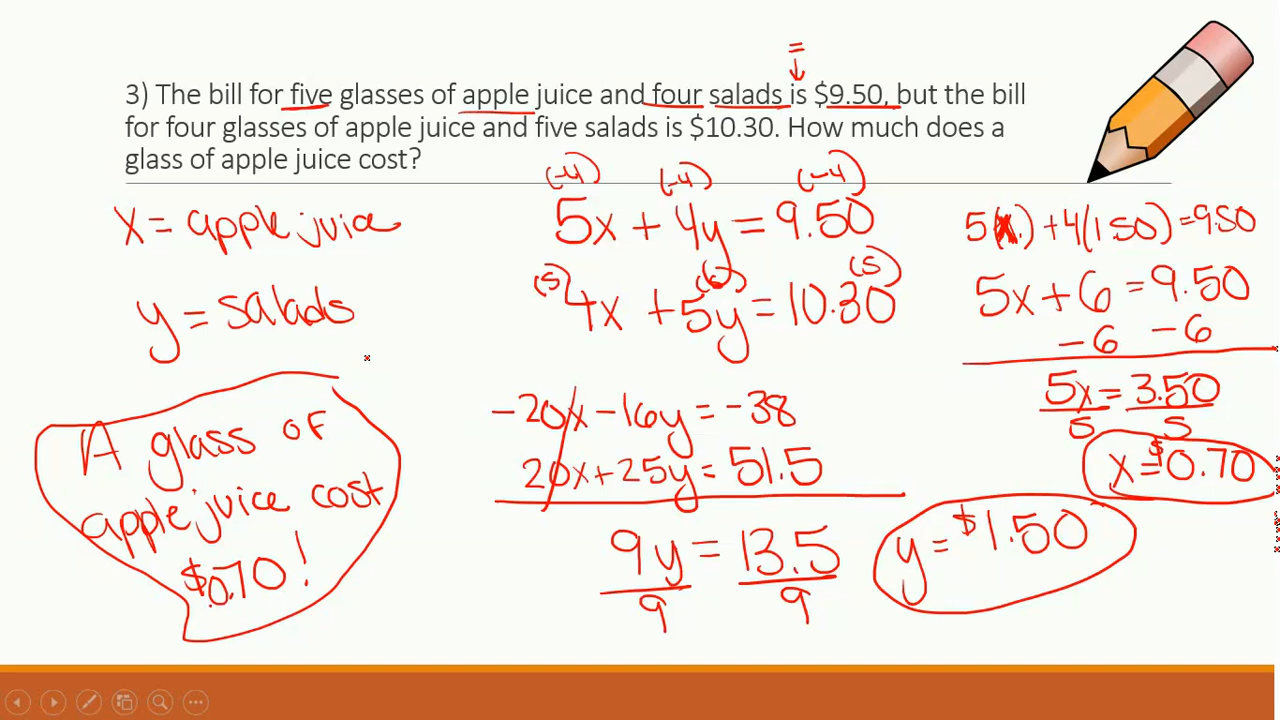 =
3) The bill for five glasses of apple juice and four salads is $9.50, but the bill
for four glasses of apple juice and five salads is $10.30. How much does a
glass of apple juice cost?
x = apple juice
y = salads
(-4) (-4) (-4)
5x + 4y = 9.50
(5) (5)
4x + 5y = 10.30
-20x - 16y = -38
20x + 25y = 51.5
9y = 13.5
9 9
y = $1.50
5( ) + 4(1.50) = 9.50
5x + 6 = 9.50
-6 -6
5x = 3.50
5 5
x = $0.70
A glass of
apple juice cost
$0.70!